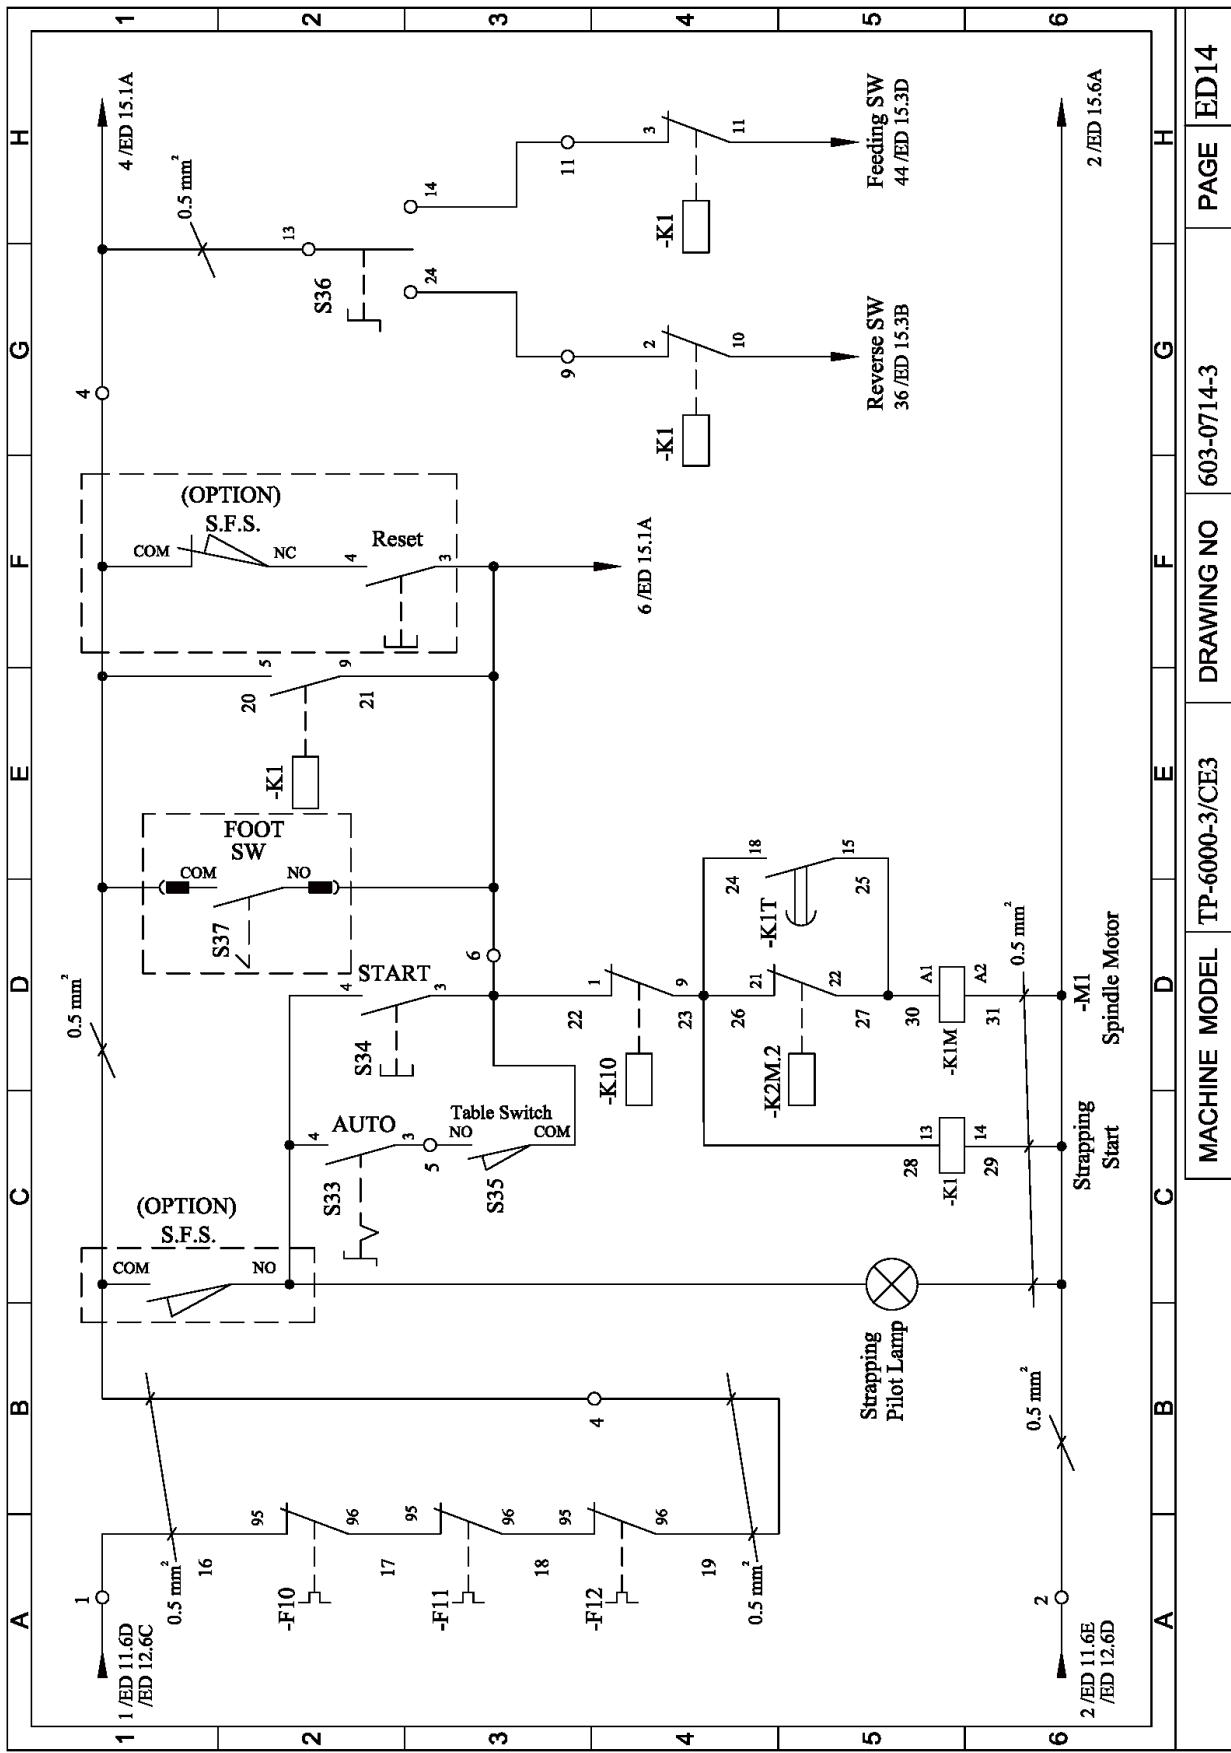 A B C D E F G H
1
2
3
4
5
6
1
2
3
4
5
6
A B C D E F G H
1 /ED 11.6D
/ED 12.6C
1
0.5 mm²
16
-F10
95
96
17
-F11
95
96
18
-F12
95
96
19
0.5 mm²
4
2 /ED 11.6E
/ED 12.6D
2
0.5 mm²
(OPTION)
S.F.S.
COM
NO
Strapping
Pilot Lamp
0.5 mm²
AUTO
4
3
S33
5
Table Switch
NO
COM
S35
START
4
3
S34
6
FOOT
SW
COM
NO
S37
-K1
20
5
21
9
(OPTION)
S.F.S.
COM
NC
4
Reset
3
6 /ED 15.1A
22
1
-K10
23
9
26
21
-K2M.2
27
22
24
18
-K1T
25
15
28
13
-K1
29
14
30
A1
-K1M
31
A2
0.5 mm²
Strapping
Start
-M1
Spindle Motor
4
4 /ED 15.1A
0.5 mm²
13
S36
24
14
9
11
2
-K1
10
3
-K1
11
Reverse SW
36 /ED 15.3B
Feeding SW
44 /ED 15.3D
2 /ED 15.6A
MACHINE MODEL TP-6000-3/CE3 DRAWING NO 603-0714-3 PAGE ED14